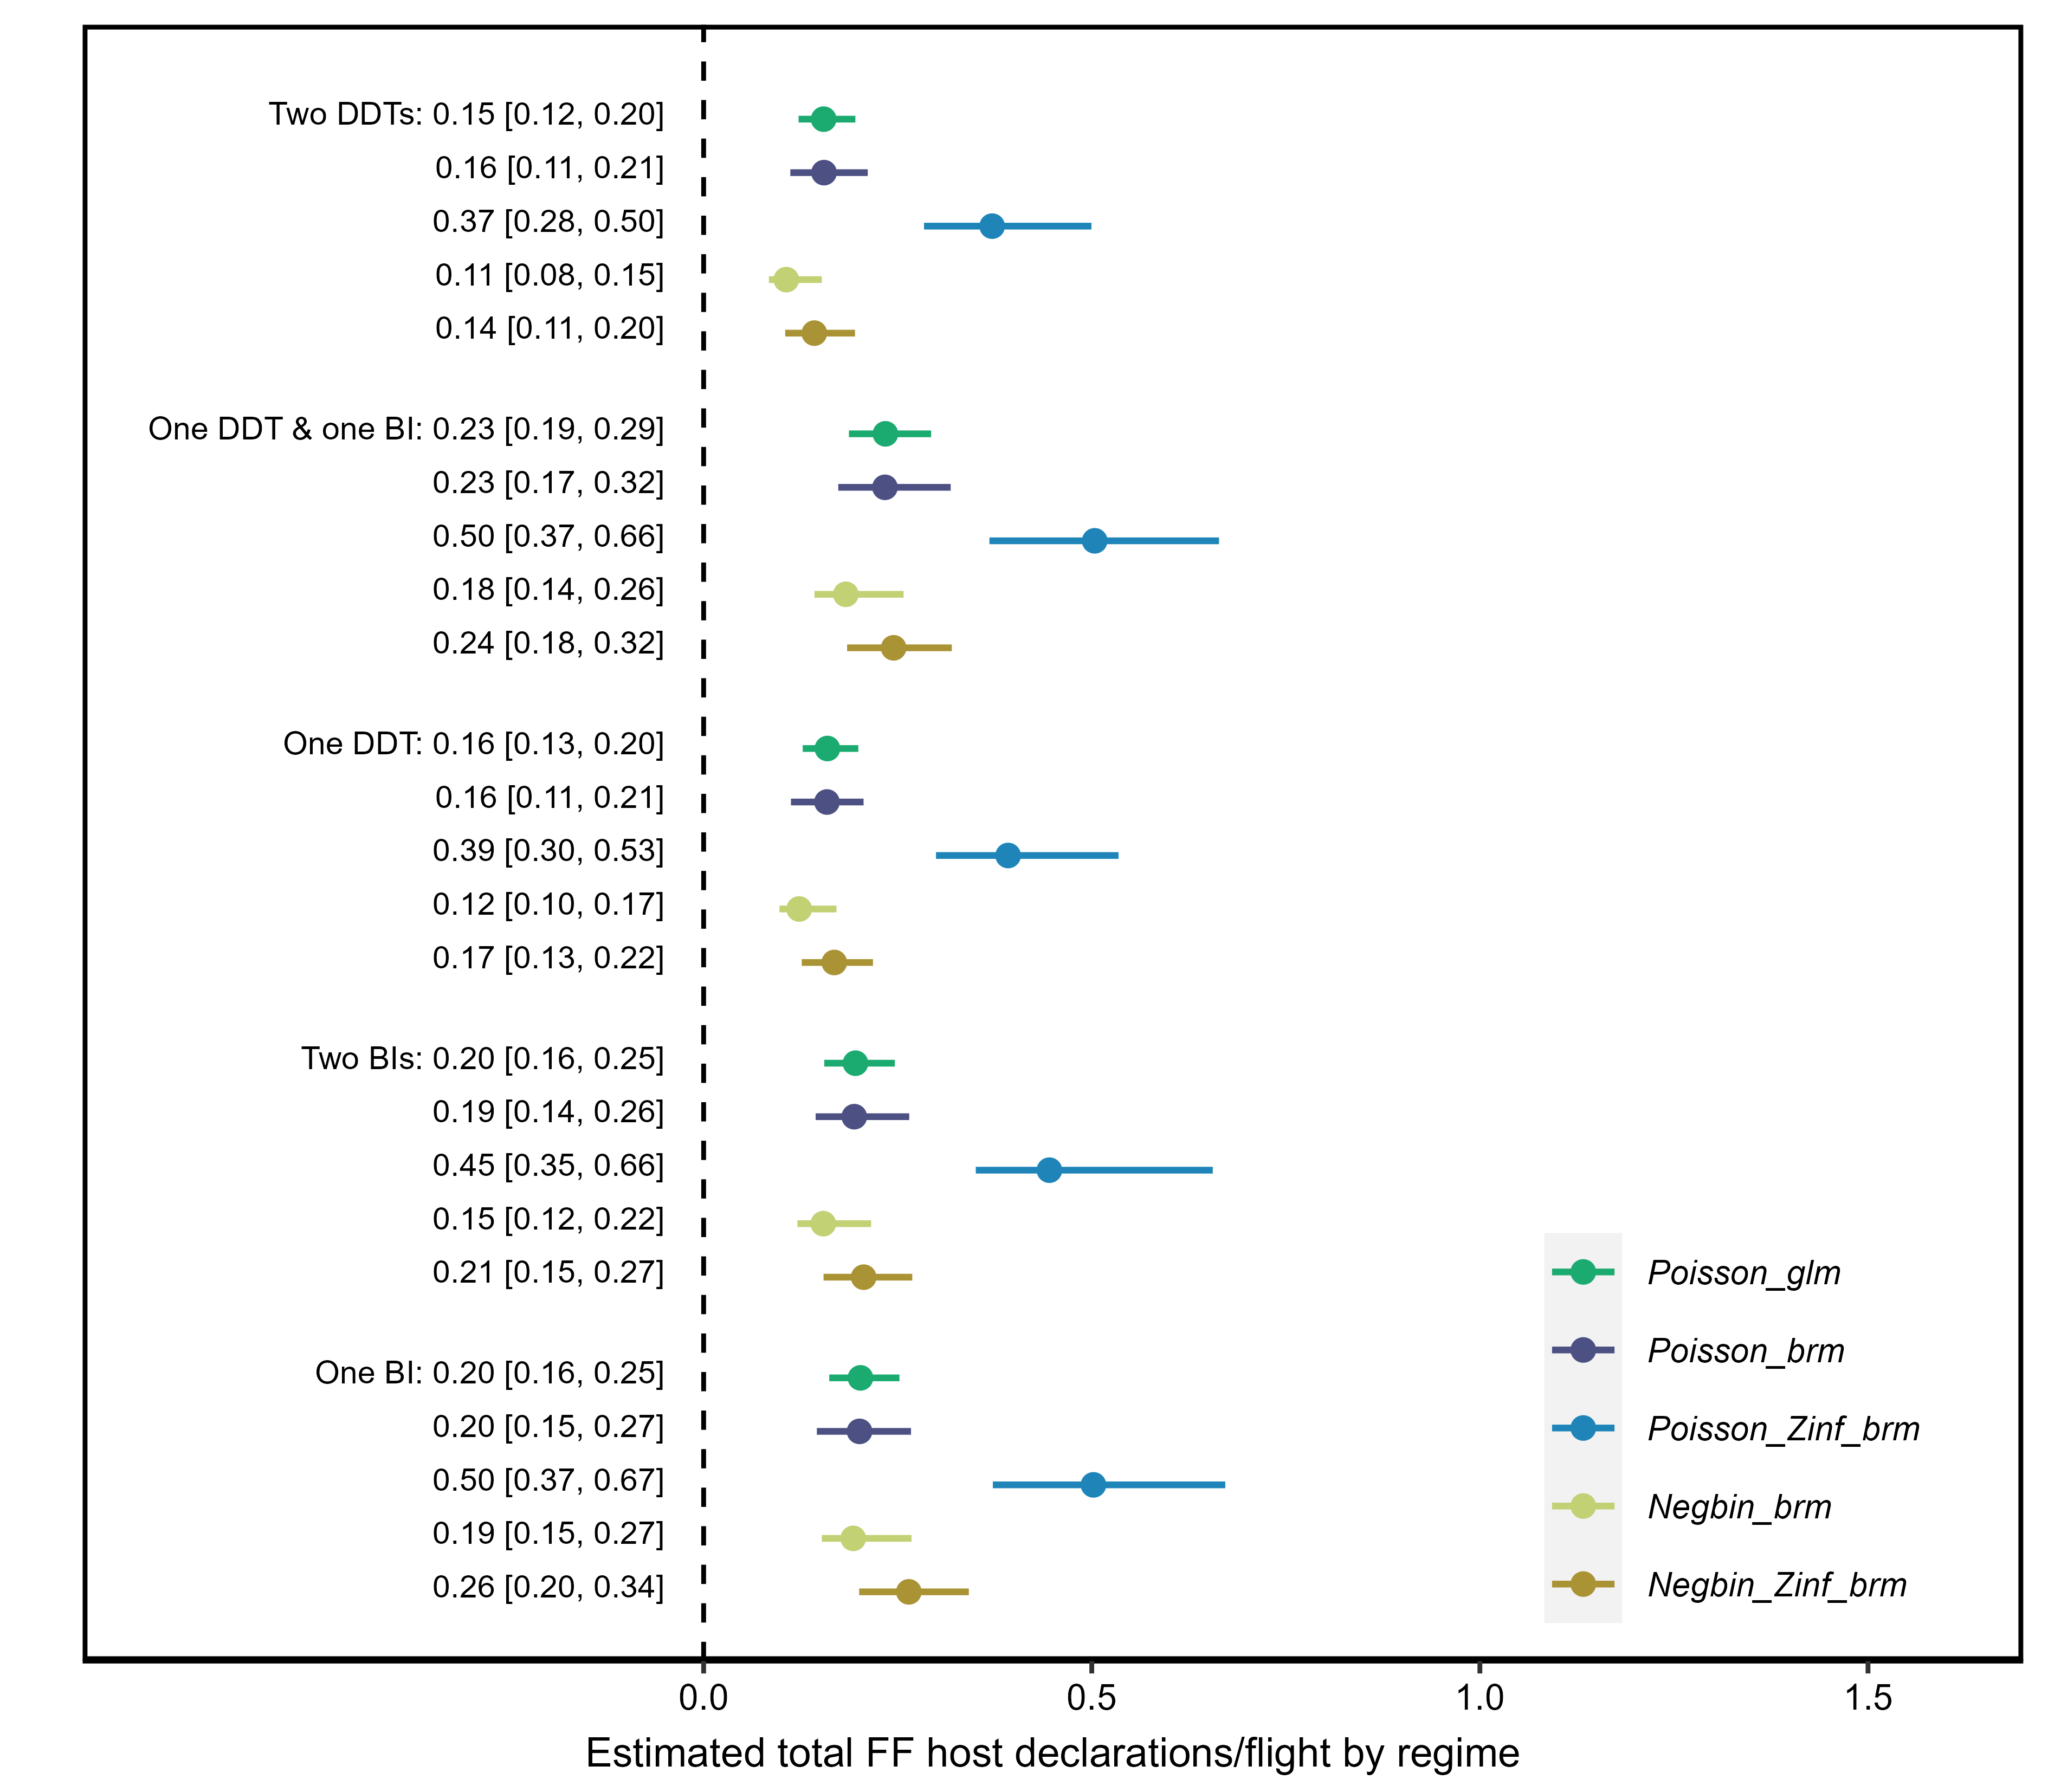 Two DDTs: 0.15 [0.12, 0.20]
0.16 [0.11, 0.21]
0.37 [0.28, 0.50]
0.11 [0.08, 0.15]
0.14 [0.11, 0.20]
One DDT & one BI: 0.23 [0.19, 0.29]
0.23 [0.17, 0.32]
0.50 [0.37, 0.66]
0.18 [0.14, 0.26]
0.24 [0.18, 0.32]
One DDT: 0.16 [0.13, 0.20]
0.16 [0.11, 0.21]
0.39 [0.30, 0.53]
0.12 [0.10, 0.17]
0.17 [0.13, 0.22]
Two BIs: 0.20 [0.16, 0.25]
0.19 [0.14, 0.26]
0.45 [0.35, 0.66]
0.15 [0.12, 0.22]
0.21 [0.15, 0.27]
One BI: 0.20 [0.16, 0.25]
0.20 [0.15, 0.27]
0.50 [0.37, 0.67]
0.19 [0.15, 0.27]
0.26 [0.20, 0.34]
Poisson_glm
Poisson_brm
Poisson_Zinf_brm
Negbin_brm
Negbin_Zinf_brm
0.0 0.5 1.0 1.5
Estimated total FF host declarations/flight by regime